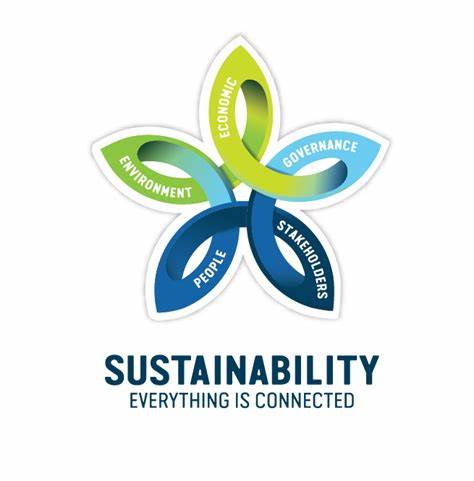 ECONOMIC
GOVERNANCE
ENVIRONMENT
STAKEHOLDERS
PEOPLE
SUSTAINABILITY
EVERYTHING IS CONNECTED